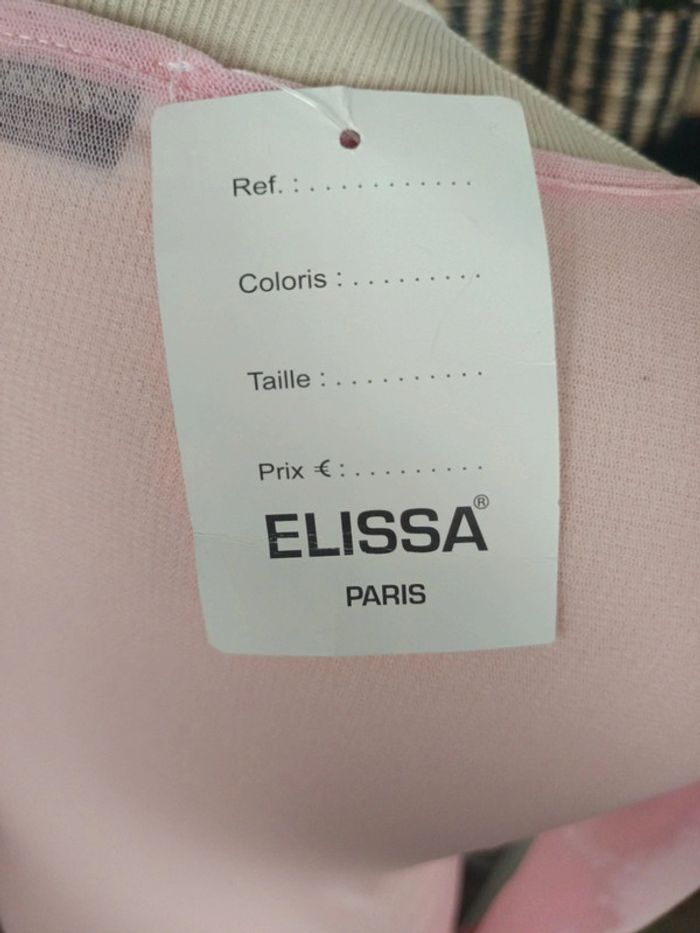 Ref. : . . . . . . . . . . .
Coloris : . . . . . . . . .
Taille : . . . . . . . . . .
Prix € : . . . . . . . . . .
ELISSA®
PARIS